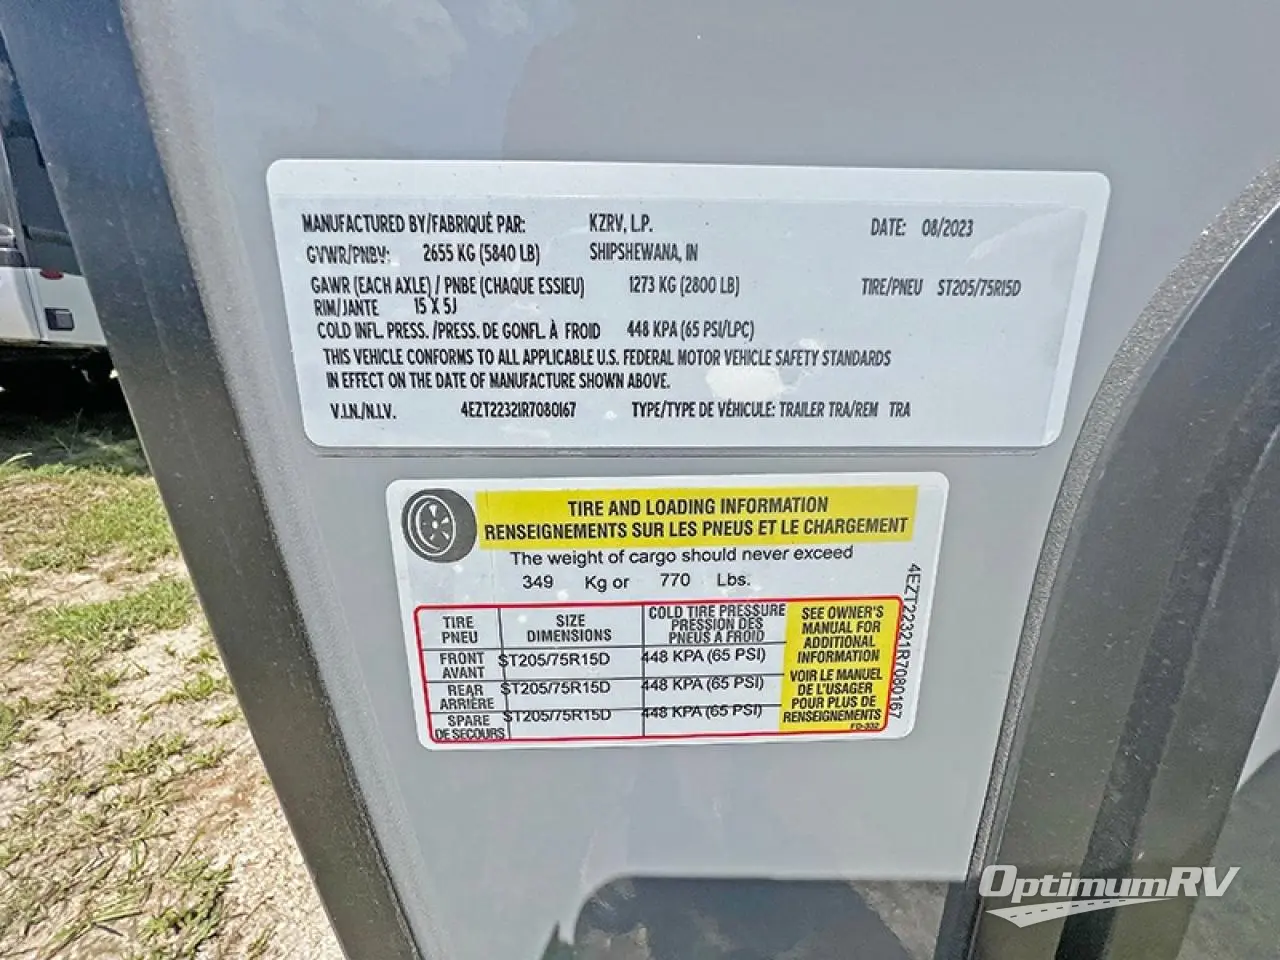 MANUFACTURED BY/FABRIQUÉ PAR: KZRV, L.P. DATE: 08/2023
GVWR/PNBV: 2655 KG (5840 LB) SHIPSHEWANA, IN
GAWR (EACH AXLE) / PNBE (CHAQUE ESSIEU) 1273 KG (2800 LB) TIRE/PNEU ST205/75R15D
RIM/JANTE 15 X 5J
COLD INFL. PRESS. /PRESS. DE GONFL. À FROID 448 KPA (65 PSI/LPC)
THIS VEHICLE CONFORMS TO ALL APPLICABLE U.S. FEDERAL MOTOR VEHICLE SAFETY STANDARDS
IN EFFECT ON THE DATE OF MANUFACTURE SHOWN ABOVE.
V.I.N./N.I.V. 4EZT22321R7080167 TYPE/TYPE DE VÉHICULE: TRAILER TRA/REM TRA
TIRE AND LOADING INFORMATION
RENSEIGNEMENTS SUR LES PNEUS ET LE CHARGEMENT
The weight of cargo should never exceed
349 Kg or 770 Lbs.
TIRE
PNEU
SIZE
DIMENSIONS
COLD TIRE PRESSURE
PRESSION DES
PNEUS A FROID
FRONT
AVANT
ST205/75R15D
448 KPA (65 PSI)
REAR
ARRIÈRE
ST205/75R15D
448 KPA (65 PSI)
SPARE
DE SECOURS
ST205/75R15D
448 KPA (65 PSI)
SEE OWNER'S
MANUAL FOR
ADDITIONAL
INFORMATION
VOIR LE MANUEL
DE L'USAGER
POUR PLUS DE
RENSEIGNEMENTS
FD-332
4EZT22321R7080167
OptimumRV